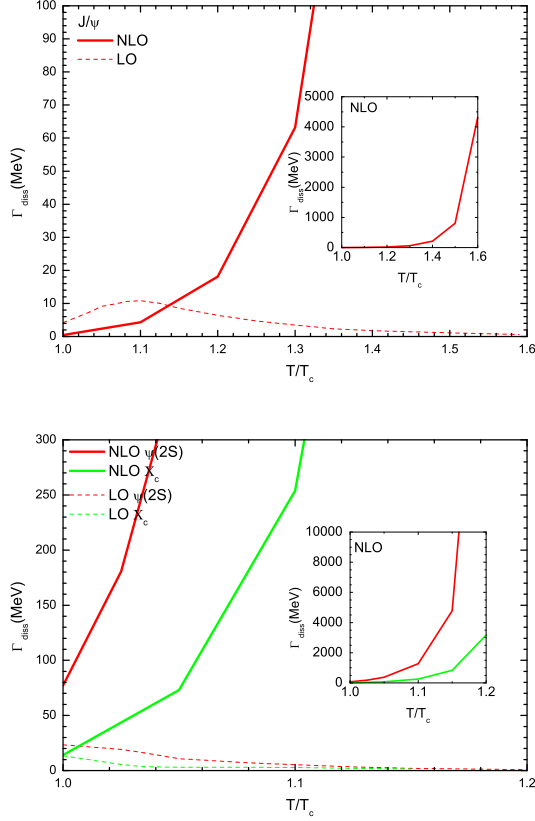 J/ψ
NLO
LO
100
90
80
70
60
50
40
30
20
10
0
Γ diss(MeV)
1.0 1.1 1.2 1.3 1.4 1.5 1.6
T/Tc
NLO
5000
4000
3000
2000
1000
0
Γ diss(MeV)
1.0 1.2 1.4 1.6
T/Tc
NLO ψ(2S)
NLO χc
LO ψ(2S)
LO χc
300
250
200
150
100
50
0
Γ diss(MeV)
1.0 1.1 1.2
T/Tc
NLO
10000
8000
6000
4000
2000
0
Γ diss(MeV)
1.0 1.1 1.2
T/Tc